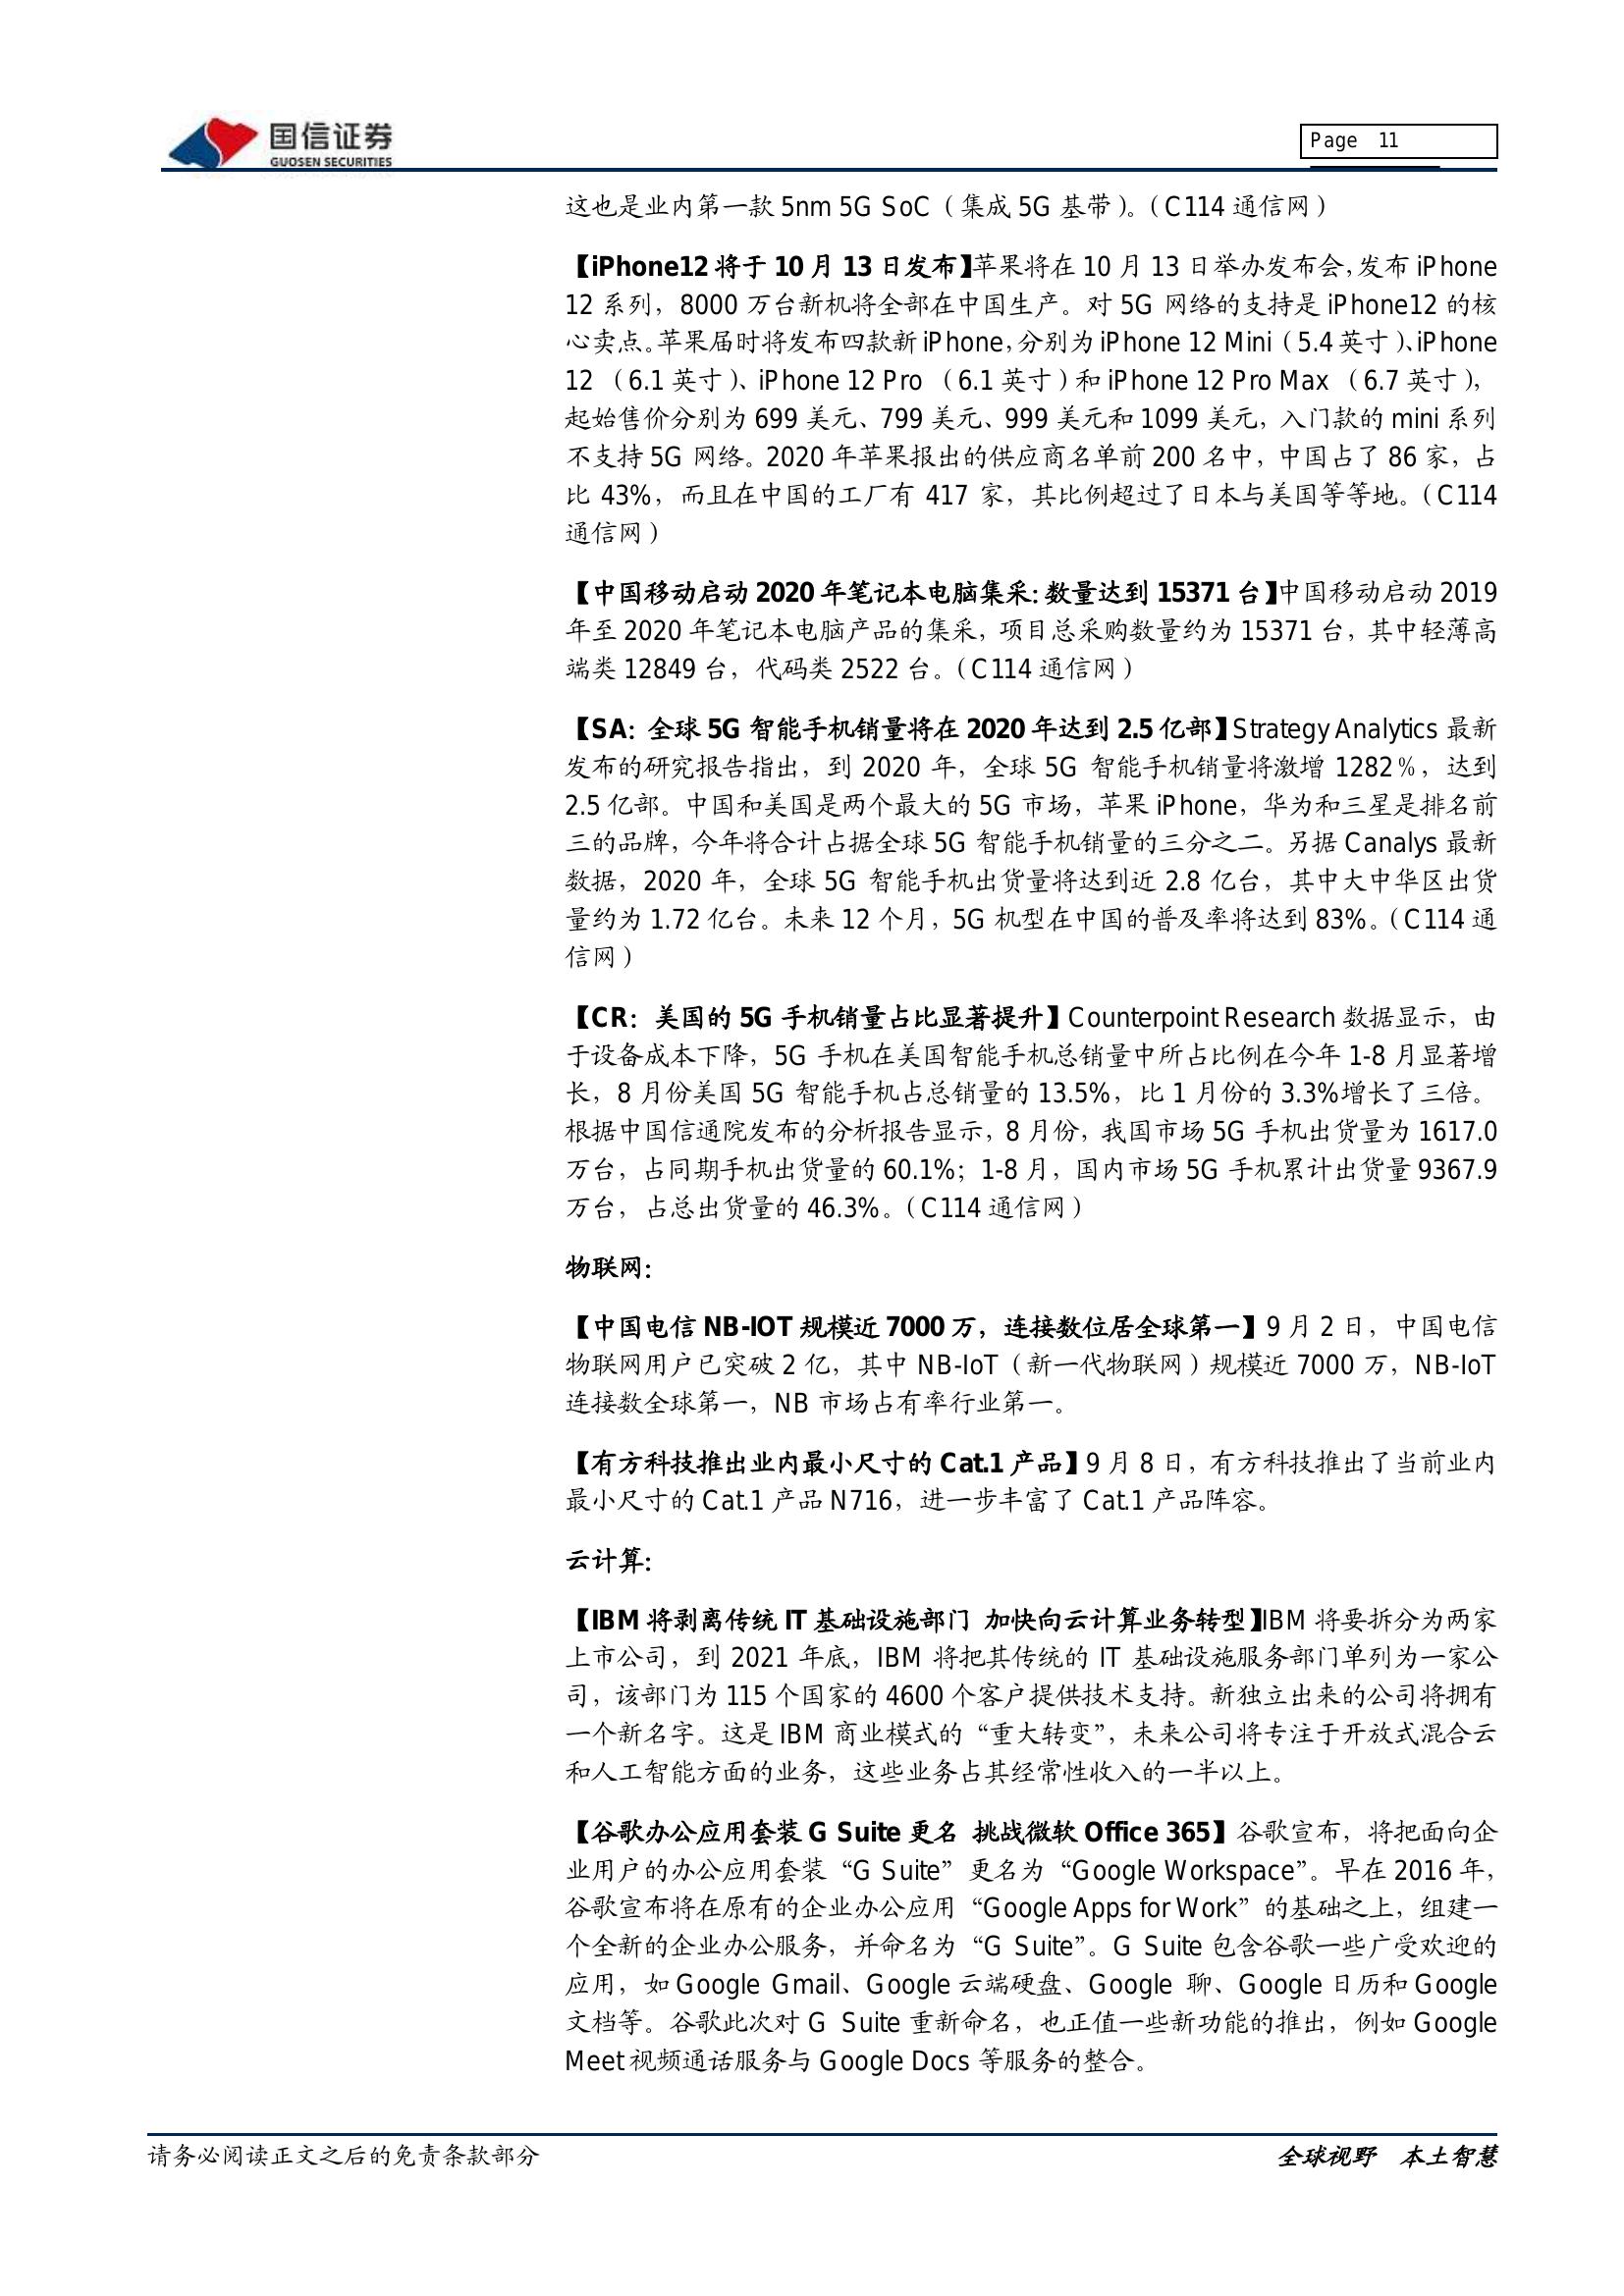 国信证券
GUOSEN SECURITIES
Page 11
这也是业内第一款 5nm 5G SoC（集成 5G 基带）。（C114 通信网）
【iPhone12 将于 10 月 13 日发布】苹果将在 10 月 13 日举办发布会，发布 iPhone
12 系列，8000 万台新机将全部在中国生产。对 5G 网络的支持是 iPhone12 的核
心卖点。苹果届时将发布四款新 iPhone，分别为 iPhone 12 Mini（5.4 英寸）、iPhone
12 （6.1 英寸）、iPhone 12 Pro （6.1 英寸）和 iPhone 12 Pro Max （6.7 英寸），
起始售价分别为 699 美元、799 美元、999 美元和 1099 美元，入门款的 mini 系列
不支持 5G 网络。2020 年苹果报出的供应商名单前 200 名中，中国占了 86 家，占
比 43%，而且在中国的工厂有 417 家，其比例超过了日本与美国等等地。（C114
通信网）
【中国移动启动 2020 年笔记本电脑集采：数量达到 15371 台】中国移动启动 2019
年至 2020 年笔记本电脑产品的集采，项目总采购数量约为 15371 台，其中轻薄高
端类 12849 台，代码类 2522 台。（C114 通信网）
【SA：全球 5G 智能手机销量将在 2020 年达到 2.5 亿部】Strategy Analytics 最新
发布的研究报告指出，到 2020 年，全球 5G 智能手机销量将激增 1282％，达到
2.5 亿部。中国和美国是两个最大的 5G 市场，苹果 iPhone，华为和三星是排名前
三的品牌，今年将合计占据全球 5G 智能手机销量的三分之二。另据 Canalys 最新
数据，2020 年，全球 5G 智能手机出货量将达到近 2.8 亿台，其中大中华区出货
量约为 1.72 亿台。未来 12 个月，5G 机型在中国的普及率将达到 83%。（C114 通
信网）
【CR：美国的 5G 手机销量占比显著提升】Counterpoint Research 数据显示，由
于设备成本下降，5G 手机在美国智能手机总销量中所占比例在今年 1-8 月显著增
长，8 月份美国 5G 智能手机占总销量的 13.5%，比 1 月份的 3.3%增长了三倍。
根据中国信通院发布的分析报告显示，8 月份，我国市场 5G 手机出货量为 1617.0
万台，占同期手机出货量的 60.1%；1-8 月，国内市场 5G 手机累计出货量 9367.9
万台，占总出货量的 46.3%。（C114 通信网）
物联网：
【中国电信 NB-IOT 规模近 7000 万，连接数位居全球第一】9 月 2 日，中国电信
物联网用户已突破 2 亿，其中 NB-IoT（新一代物联网）规模近 7000 万，NB-IoT
连接数全球第一，NB 市场占有率行业第一。
【有方科技推出业内最小尺寸的 Cat.1 产品】9 月 8 日，有方科技推出了当前业内
最小尺寸的 Cat.1 产品 N716，进一步丰富了 Cat.1 产品阵容。
云计算：
【IBM 将剥离传统 IT 基础设施部门 加快向云计算业务转型】IBM 将要拆分为两家
上市公司，到 2021 年底，IBM 将把其传统的 IT 基础设施服务部门单列为一家公
司，该部门为 115 个国家的 4600 个客户提供技术支持。新独立出来的公司将拥有
一个新名字。这是 IBM 商业模式的“重大转变”，未来公司将专注于开放式混合云
和人工智能方面的业务，这些业务占其经常性收入的一半以上。
【谷歌办公应用套装 G Suite 更名 挑战微软 Office 365】谷歌宣布，将把面向企
业用户的办公应用套装“G Suite”更名为“Google Workspace”。早在 2016 年，
谷歌宣布将在原有的企业办公应用“Google Apps for Work”的基础之上，组建一
个全新的企业办公服务，并命名为“G Suite”。G Suite 包含谷歌一些广受欢迎的
应用，如 Google Gmail、Google 云端硬盘、Google 聊、Google 日历和 Google
文档等。谷歌此次对 G Suite 重新命名，也正值一些新功能的推出，例如 Google
Meet 视频通话服务与 Google Docs 等服务的整合。
请务必阅读正文之后的免责条款部分
全球视野 本土智慧